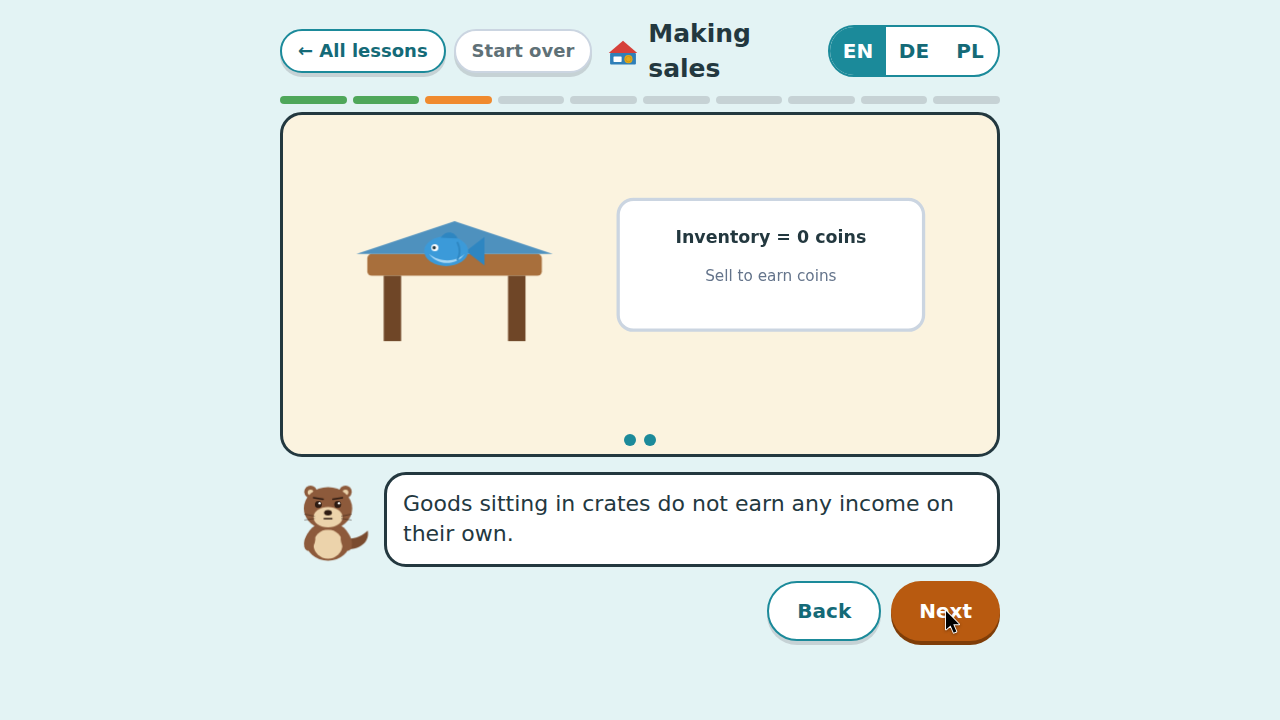 ← All lessons
Start over
Making
sales
EN
DE
PL
Inventory = 0 coins
Sell to earn coins
Goods sitting in crates do not earn any income on
their own.
Back
Next